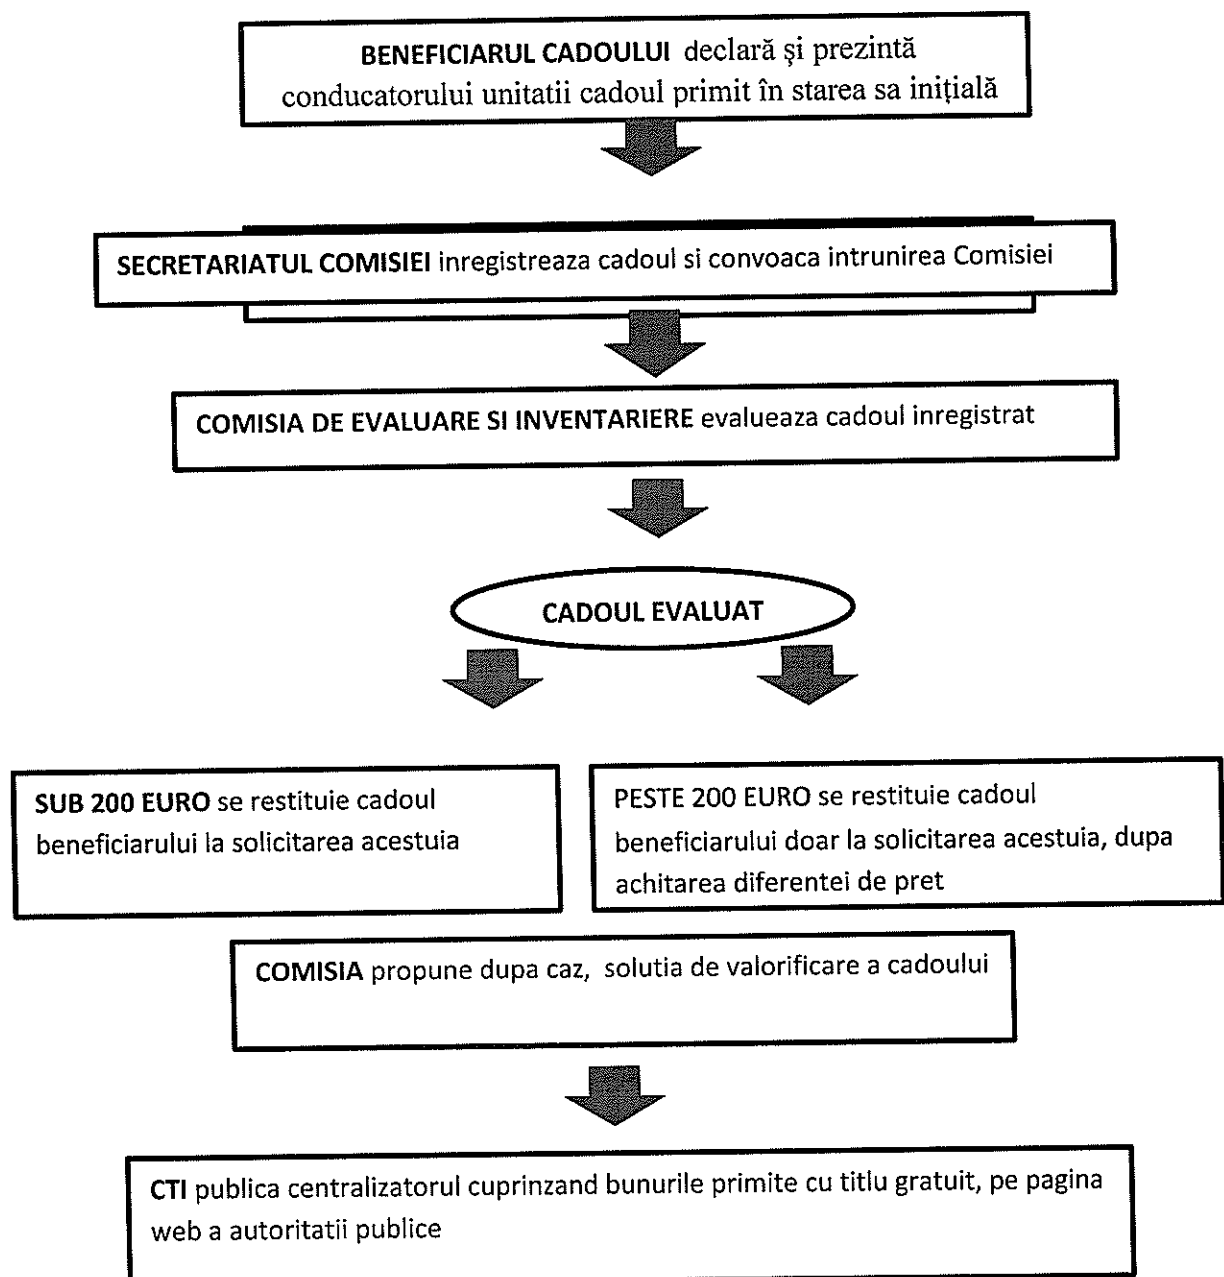 BENEFICIARUL CADOULUI declară şi prezintă
conducatorului unitatii cadoul primit în starea sa iniţială
SECRETARIATUL COMISIEI inregistreaza cadoul si convoaca intrunirea Comisiei
COMISIA DE EVALUARE SI INVENTARIERE evalueaza cadoul inregistrat
CADOUL EVALUAT
SUB 200 EURO se restituie cadoul
beneficiarului la solicitarea acestuia
PESTE 200 EURO se restituie cadoul
beneficiarului doar la solicitarea acestuia, dupa
achitarea diferentei de pret
COMISIA propune dupa caz, solutia de valorificare a cadoului
CTI publica centralizatorul cuprinzand bunurile primite cu titlu gratuit, pe pagina
web a autoritatii publice